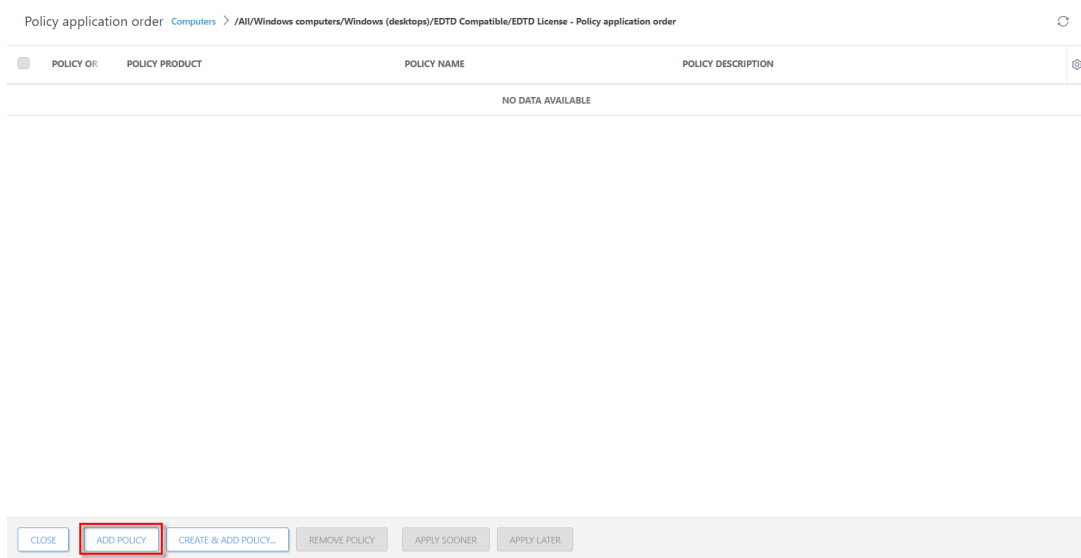 Policy application order Computers > /All/Windows computers/Windows (desktops)/EDTD Compatible/EDTD License - Policy application order
POLICY OR POLICY PRODUCT POLICY NAME POLICY DESCRIPTION
NO DATA AVAILABLE
CLOSE ADD POLICY CREATE & ADD POLICY... REMOVE POLICY APPLY SOONER APPLY LATER